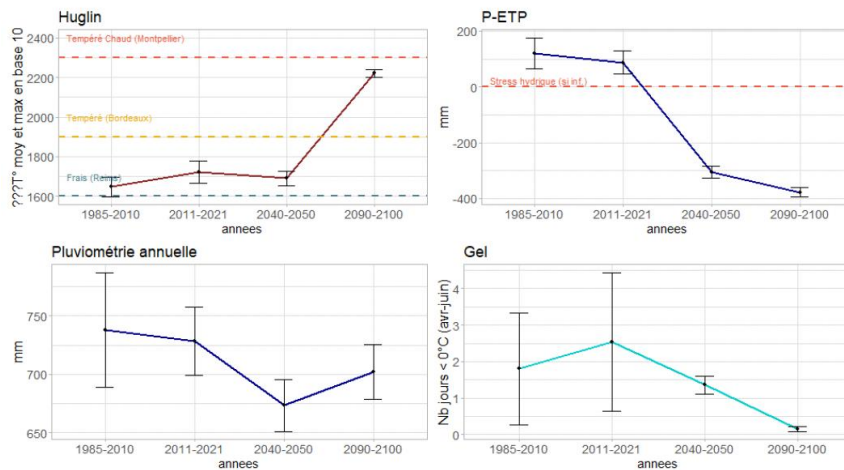 Huglin
???T° moy et max en base 10
2400
2200
2000
1800
1600
Tempéré Chaud (Montpellier)
Tempéré (Bordeaux)
Frais (Reims)
1985-2010
2011-2021
2040-2050
2090-2100
annees
P-ETP
mm
0
-200
-400
Stress hydrique (si inf.)
1985-2010
2011-2021
2040-2050
2090-2100
annees
Pluviométrie annuelle
mm
750
700
650
1985-2010
2011-2021
2040-2050
2090-2100
annees
Gel
Nb jours < 0°C (avr-juin)
4
3
2
1
0
1985-2010
2011-2021
2040-2050
2090-2100
annees